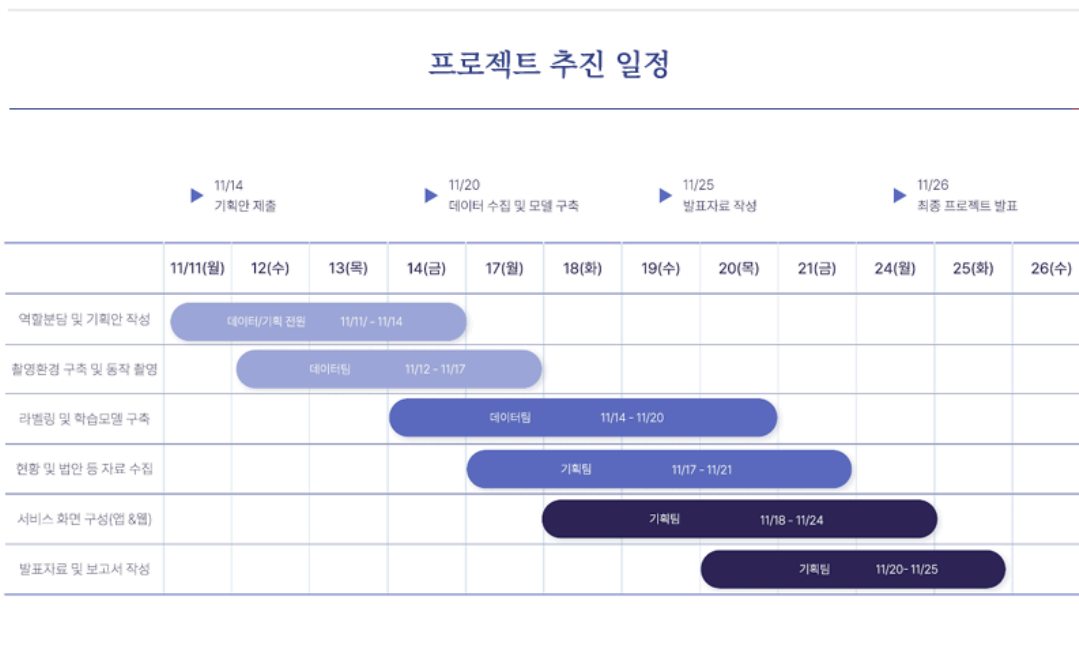 프로젝트 추진 일정
11/14
기획안 제출
11/20
데이터 수집 및 모델 구축
11/25
발표자료 작성
11/26
최종 프로젝트 발표
11/11(월) 12(수) 13(목) 14(금) 17(월) 18(화) 19(수) 20(목) 21(금) 24(월) 25(화) 26(수)
역할분담 및 기획안 작성 데이터/기획 전원 11/11/ - 11/14
촬영환경 구축 및 동작 촬영 데이터팀 11/12 - 11/17
라벨링 및 학습모델 구축 데이터팀 11/14 - 11/20
현황 및 법안 등 자료 수집 기획팀 11/17 - 11/21
서비스 화면 구성(앱 &웹) 기획팀 11/18 - 11/24
발표자료 및 보고서 작성 기획팀 11/20- 11/25